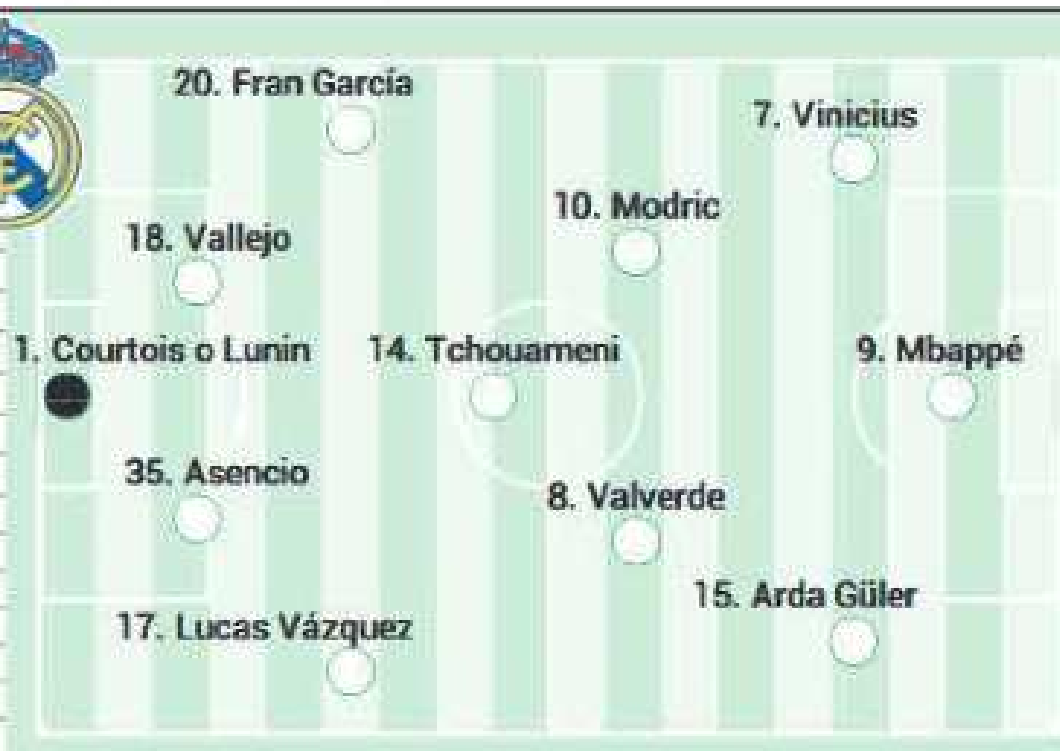 20. Fran García
7. Vinicius
10. Modric
18. Vallejo
1. Courtois o Lunin
14. Tchouameni
9. Mbappé
35. Asencio
8. Valverde
15. Arda Güler
17. Lucas Vázquez